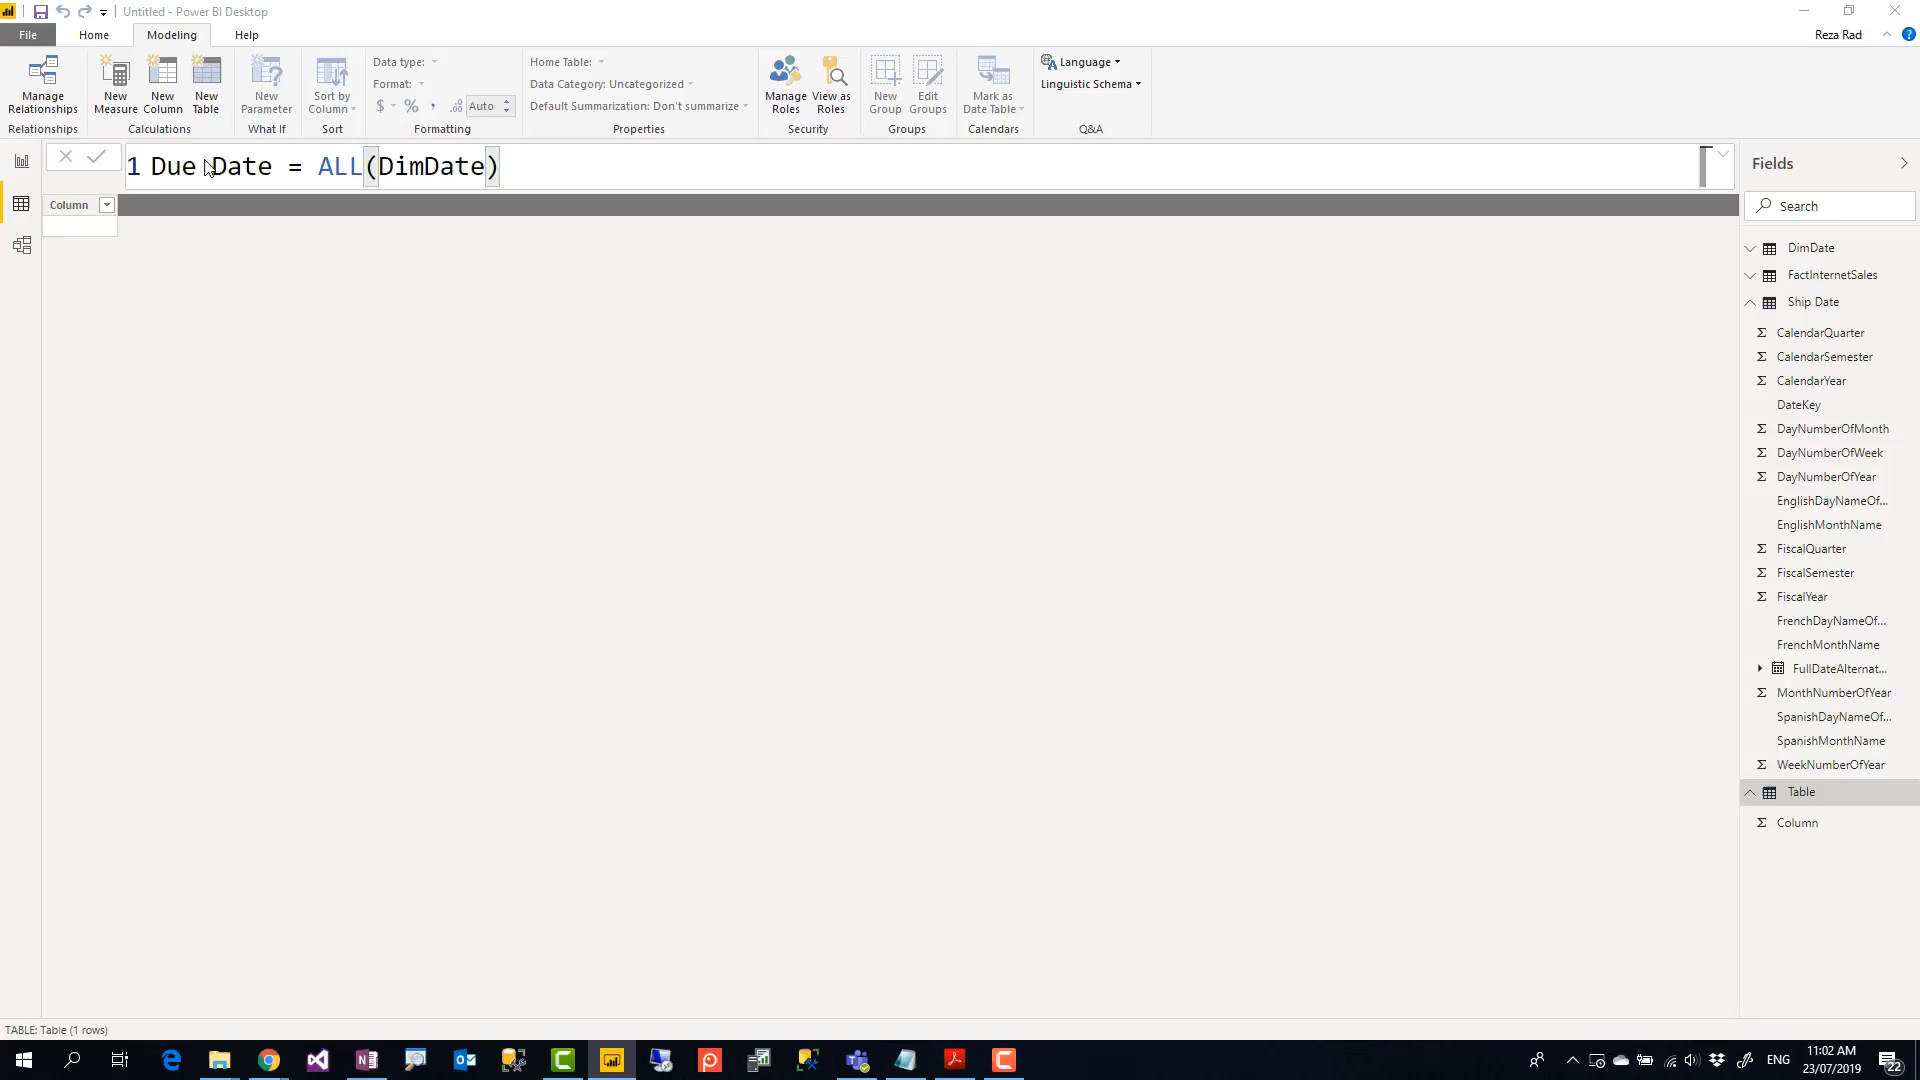 Untitled - Power BI Desktop
File Home Modeling Help Reza Rad
Manage Relationships
New Measure
New Column
New Table
New Parameter
Sort by Column
Data type:
Format:
$ % , .00 Auto
Home Table:
Data Category: Uncategorized
Default Summarization: Don't summarize
Manage Roles
View as Roles
New Group
Edit Groups
Mark as Date Table
Language
Linguistic Schema
Relationships Calculations What If Sort Formatting Properties Security Groups Calendars Q&A
1 Due Date = ALL(DimDate)
Column
Fields
Search
DimDate
FactInternetSales
Ship Date
Σ CalendarQuarter
Σ CalendarSemester
Σ CalendarYear
DateKey
Σ DayNumberOfMonth
Σ DayNumberOfWeek
Σ DayNumberOfYear
EnglishDayNameOf...
EnglishMonthName
Σ FiscalQuarter
Σ FiscalSemester
Σ FiscalYear
FrenchDayNameOf...
FrenchMonthName
FullDateAlternat...
Σ MonthNumberOfYear
SpanishDayNameOf...
SpanishMonthName
Σ WeekNumberOfYear
Table
Σ Column
TABLE: Table (1 rows)
ENG
11:02 AM
23/07/2019
22